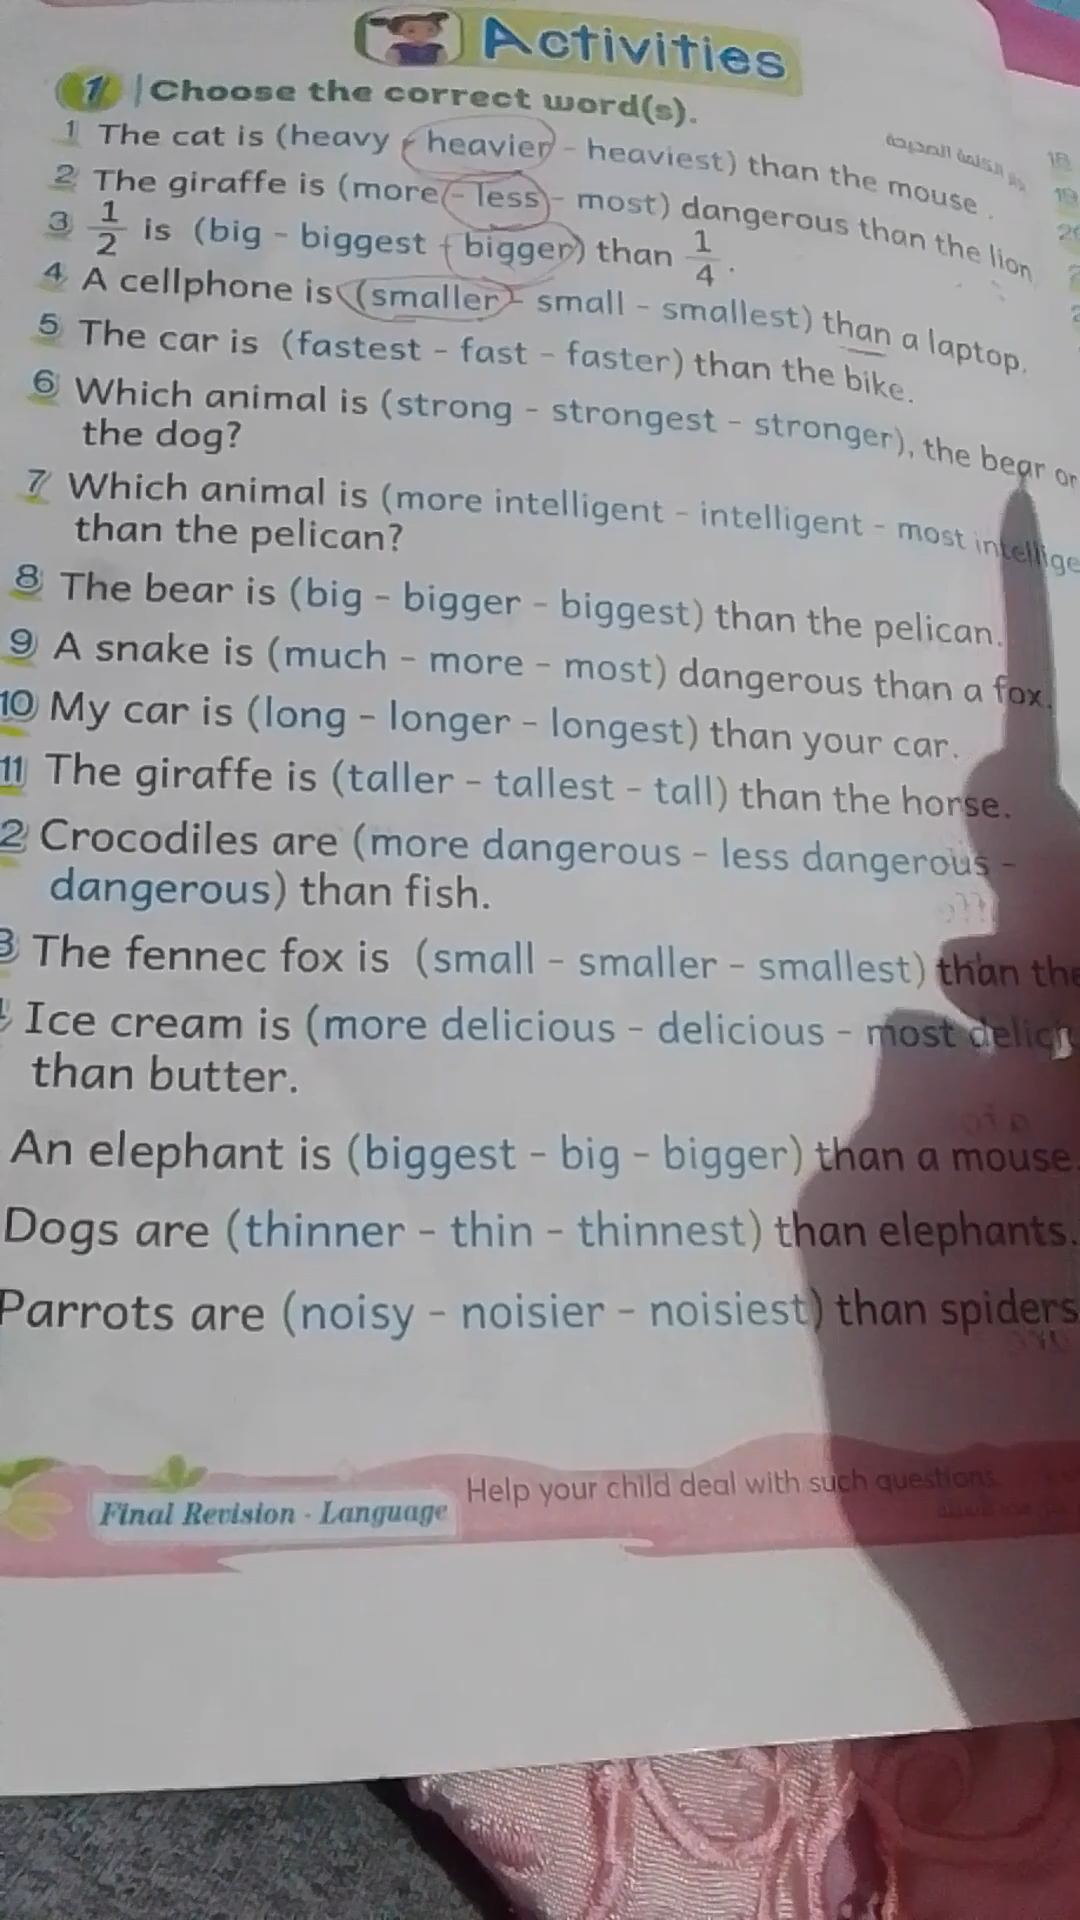 Activities
1 Choose the correct word(s).
1 The cat is (heavy - heavier - heaviest) than the mouse.
2 The giraffe is (more - less - most) dangerous than the lion
3 1/2 is (big - biggest - bigger) than 1/4.
4 A cellphone is (smaller - small - smallest) than a laptop.
5 The car is (fastest - fast - faster) than the bike.
6 Which animal is (strong - strongest - stronger), the bear or
the dog?
7 Which animal is (more intelligent - intelligent - most intellige
than the pelican?
8 The bear is (big - bigger - biggest) than the pelican.
9 A snake is (much - more - most) dangerous than a fox.
10 My car is (long - longer - longest) than your car.
11 The giraffe is (taller - tallest - tall) than the horse.
2 Crocodiles are (more dangerous - less dangerous -
dangerous) than fish.
3 The fennec fox is (small - smaller - smallest) than the
Ice cream is (more delicious - delicious - most
than butter.
An elephant is (biggest - big - bigger) than a mouse.
Dogs are (thinner - thin - thinnest) than elephants.
Parrots are (noisy - noisier - noisiest) than spiders
Help your child deal with such questions.
Final Revision - Language
18
19